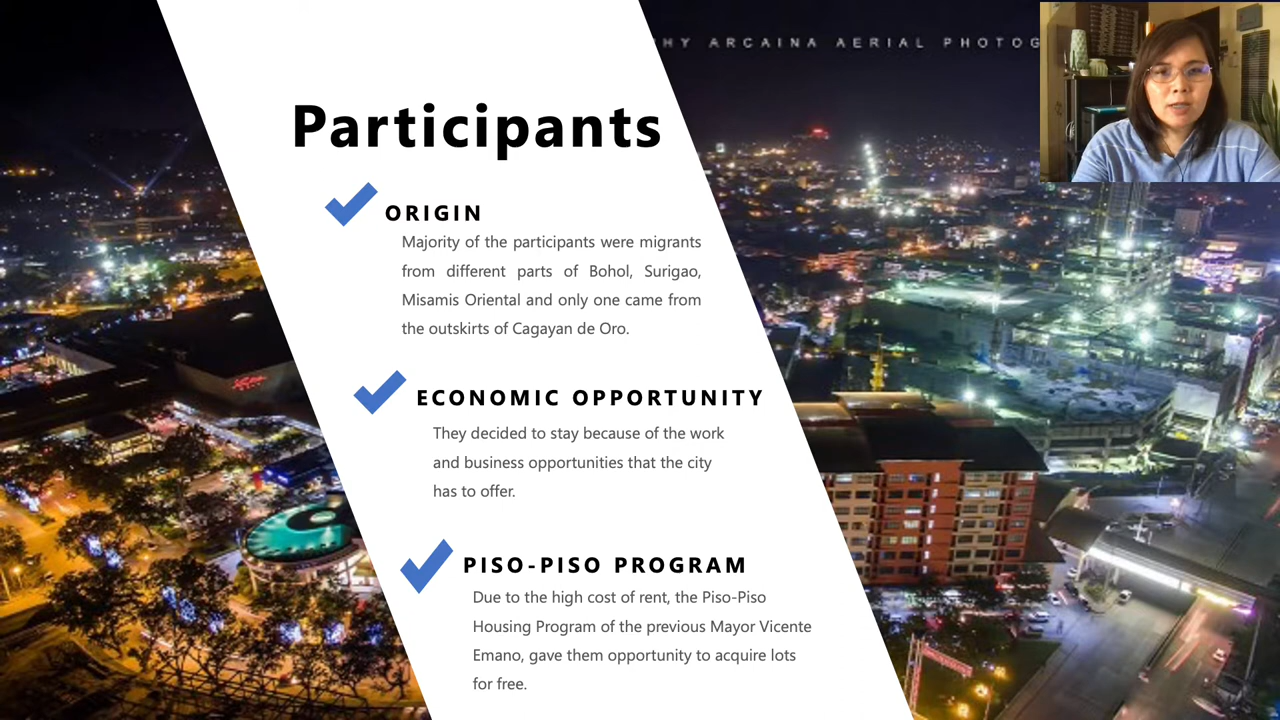 HY ARCAINA AERIAL PHOTOG
Participants
ORIGIN
Majority of the participants were migrants
from different parts of Bohol, Surigao,
Misamis Oriental and only one came from
the outskirts of Cagayan de Oro.
ECONOMIC OPPORTUNITY
They decided to stay because of the work
and business opportunities that the city
has to offer.
PISO-PISO PROGRAM
Due to the high cost of rent, the Piso-Piso
Housing Program of the previous Mayor Vicente
Emano, gave them opportunity to acquire lots
for free.